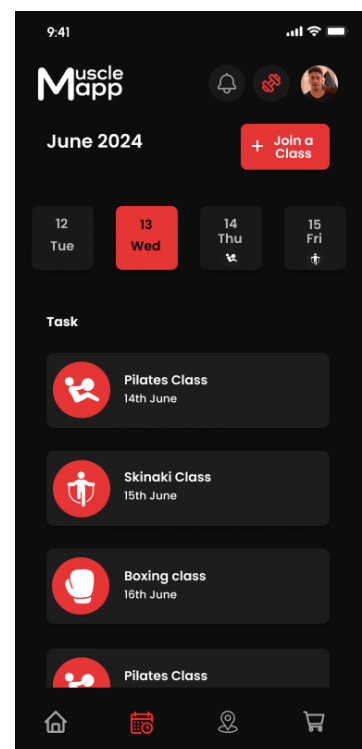 9:41
Muscle
Mapp
June 2024
+ Join a
Class
12
Tue
13
Wed
14
Thu
15
Fri
Task
Pilates Class
14th June
Skinaki Class
15th June
Boxing class
16th June
Pilates Class